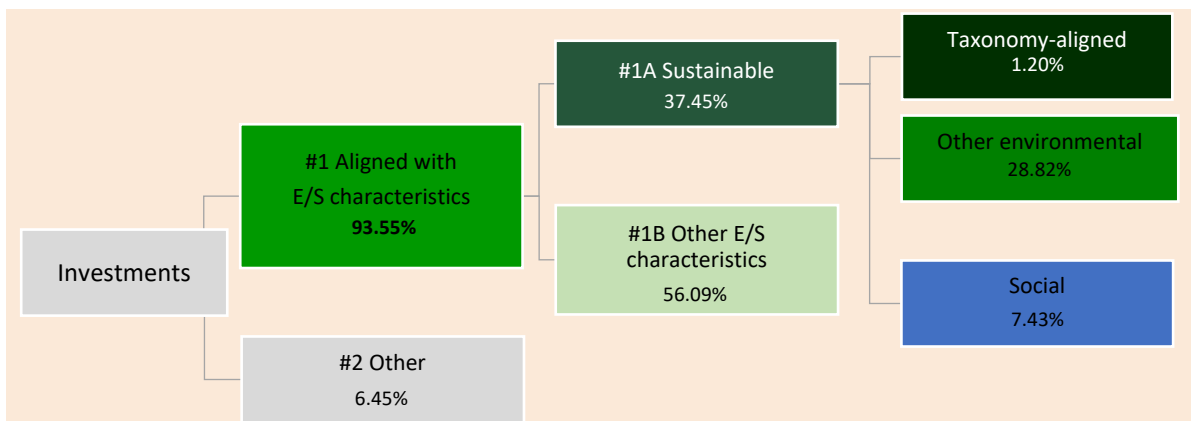 Investments
#1 Aligned with
E/S characteristics
93.55%
#2 Other
6.45%
#1A Sustainable
37.45%
#1B Other E/S
characteristics
56.09%
Taxonomy-aligned
1.20%
Other environmental
28.82%
Social
7.43%